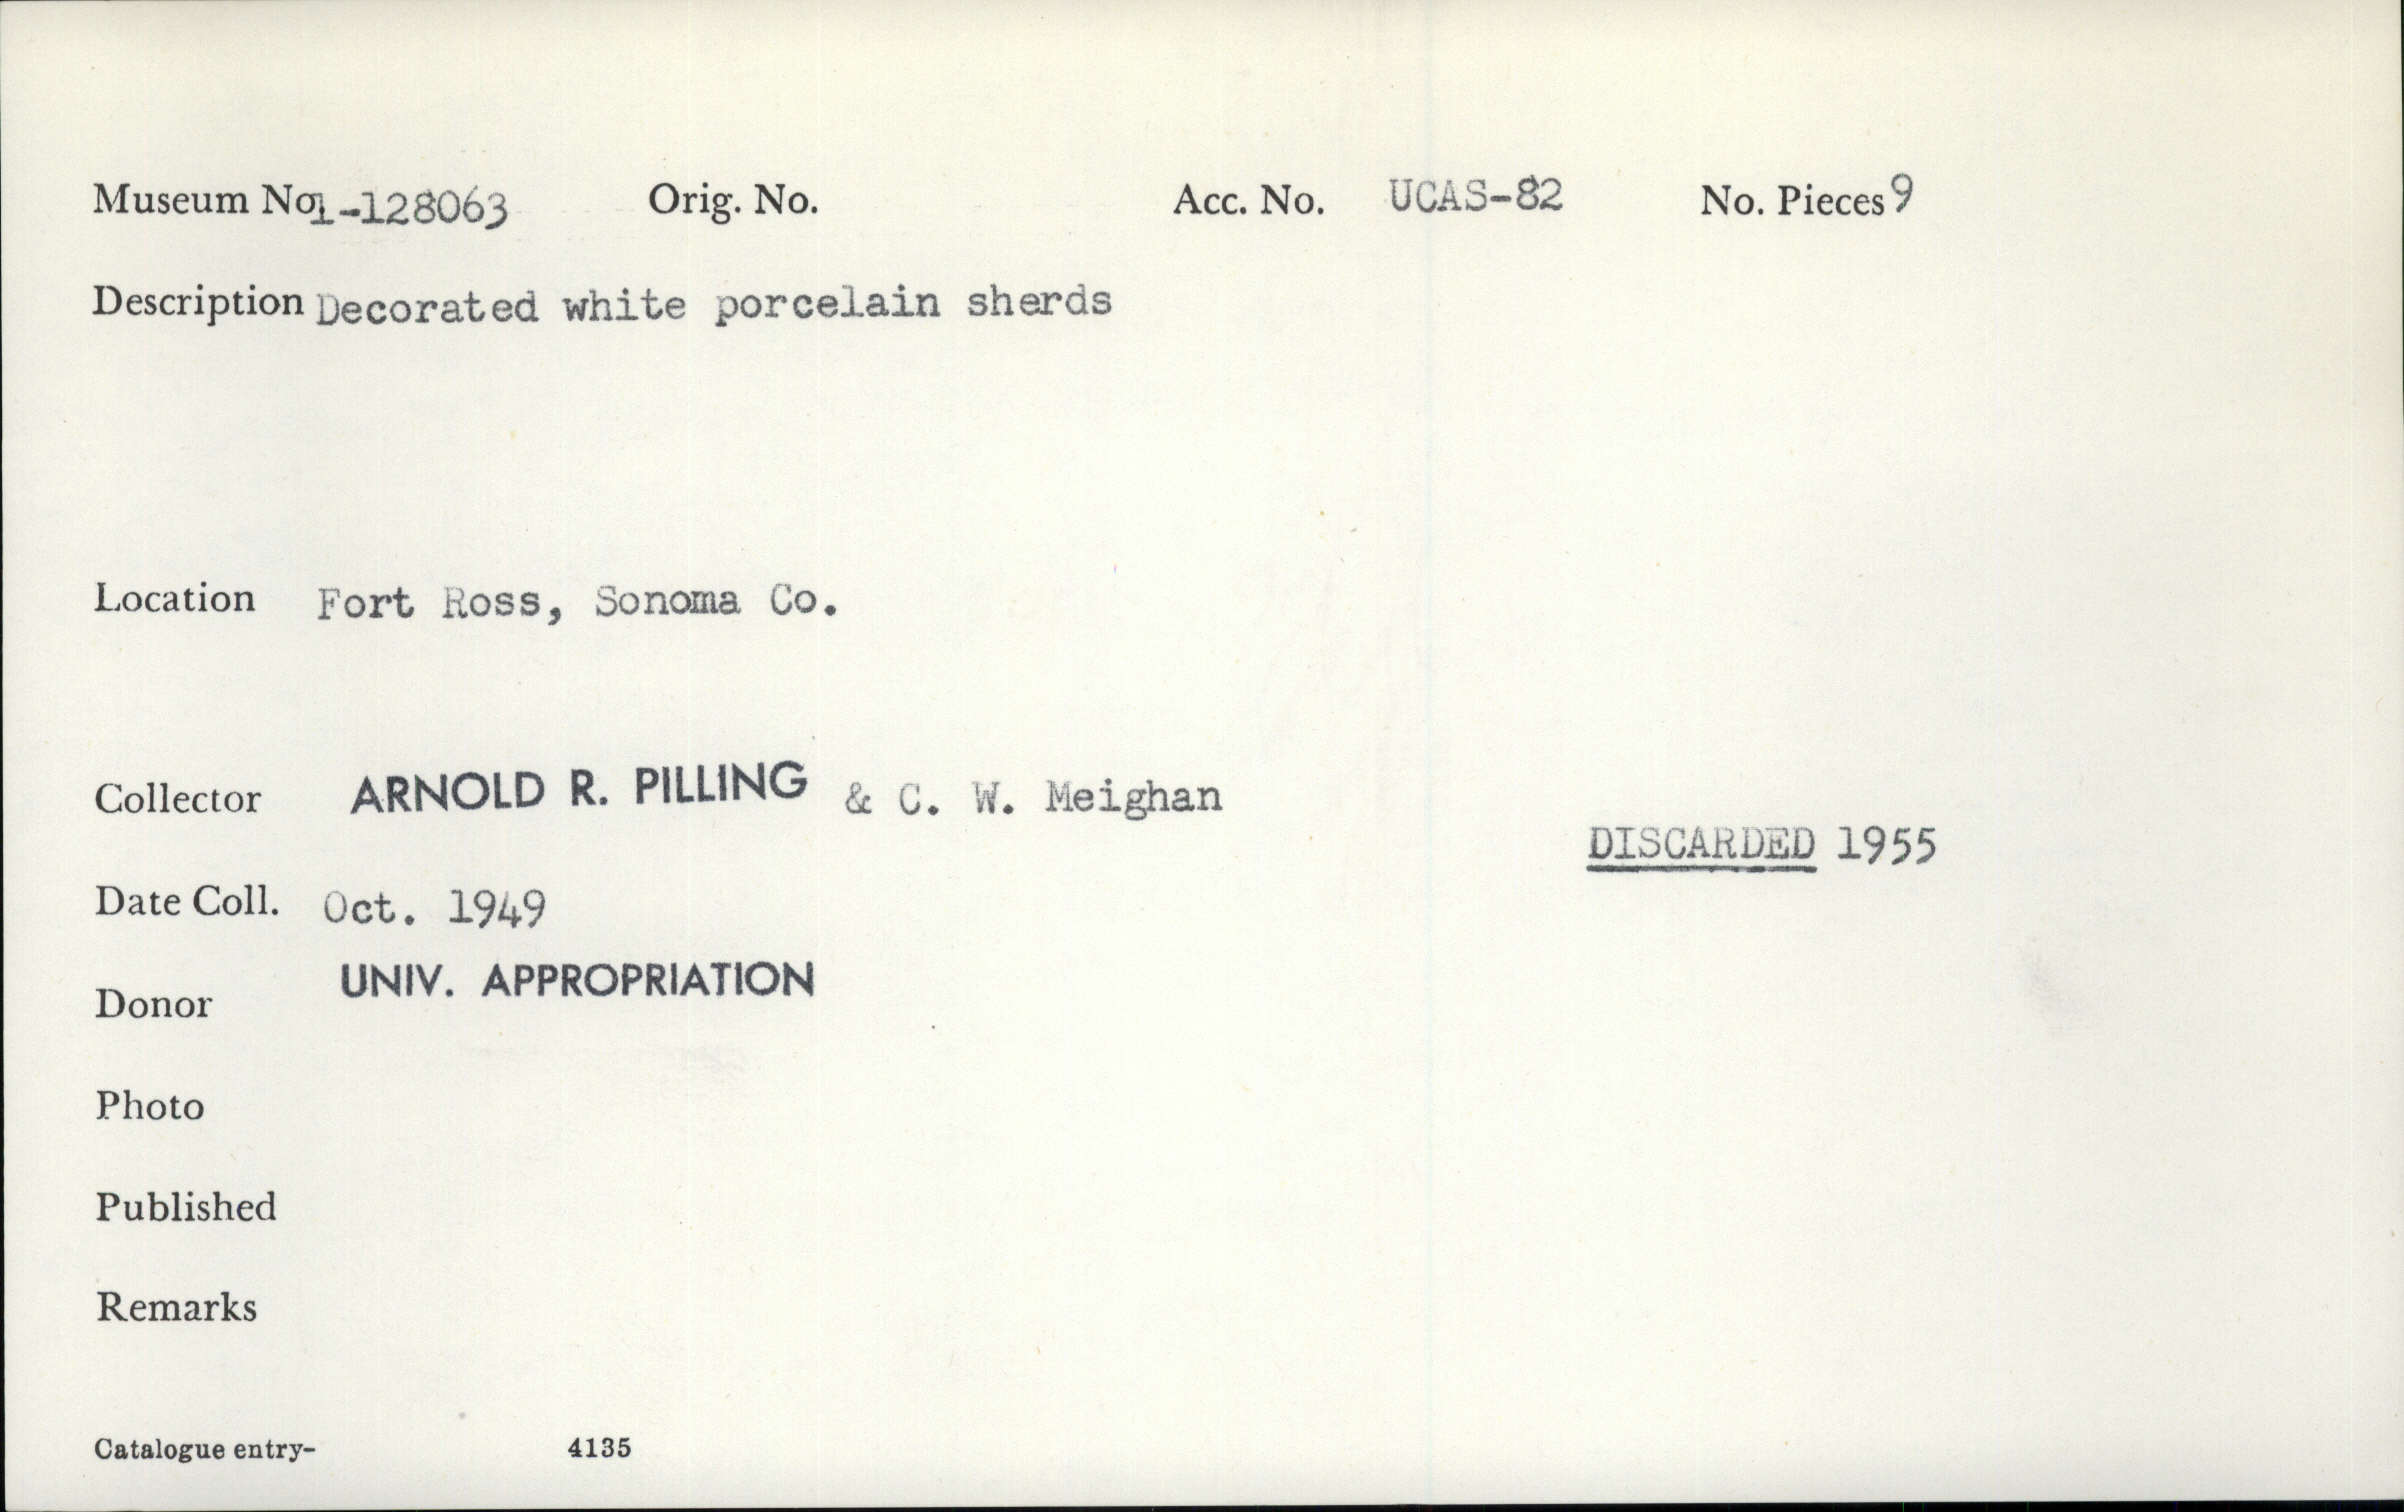 Museum No. 1-128063 Orig. No. Acc. No. UCAS-82 No. Pieces 9
Description Decorated white porcelain sherds
Location Fort Ross, Sonoma Co.
Collector ARNOLD R. PILLING & C. W. Meighan
DISCARDED 1955
Date Coll. Oct. 1949
Donor UNIV. APPROPRIATION
Photo
Published
Remarks
Catalogue entry- 4135